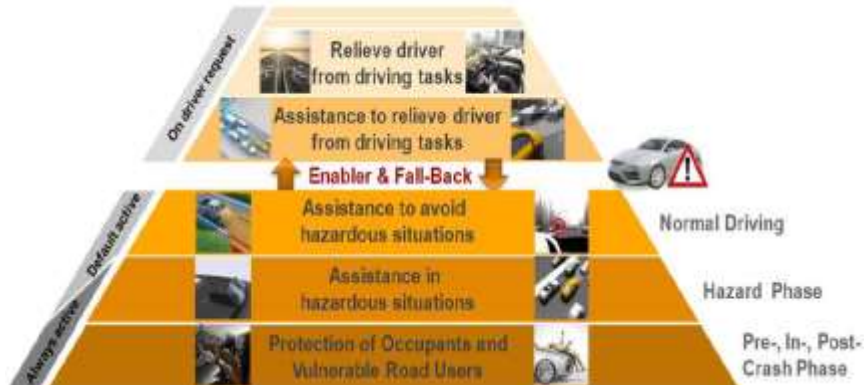 On driver request
Relieve driver
from driving tasks
Assistance to relieve driver
from driving tasks
Enabler & Fall-Back
Default active
Assistance to avoid
hazardous situations
Normal Driving
Always active
Assistance in
hazardous situations
Hazard Phase
Protection of Occupants and
Vulnerable Road Users
Pre-, In-, Post-
Crash Phase